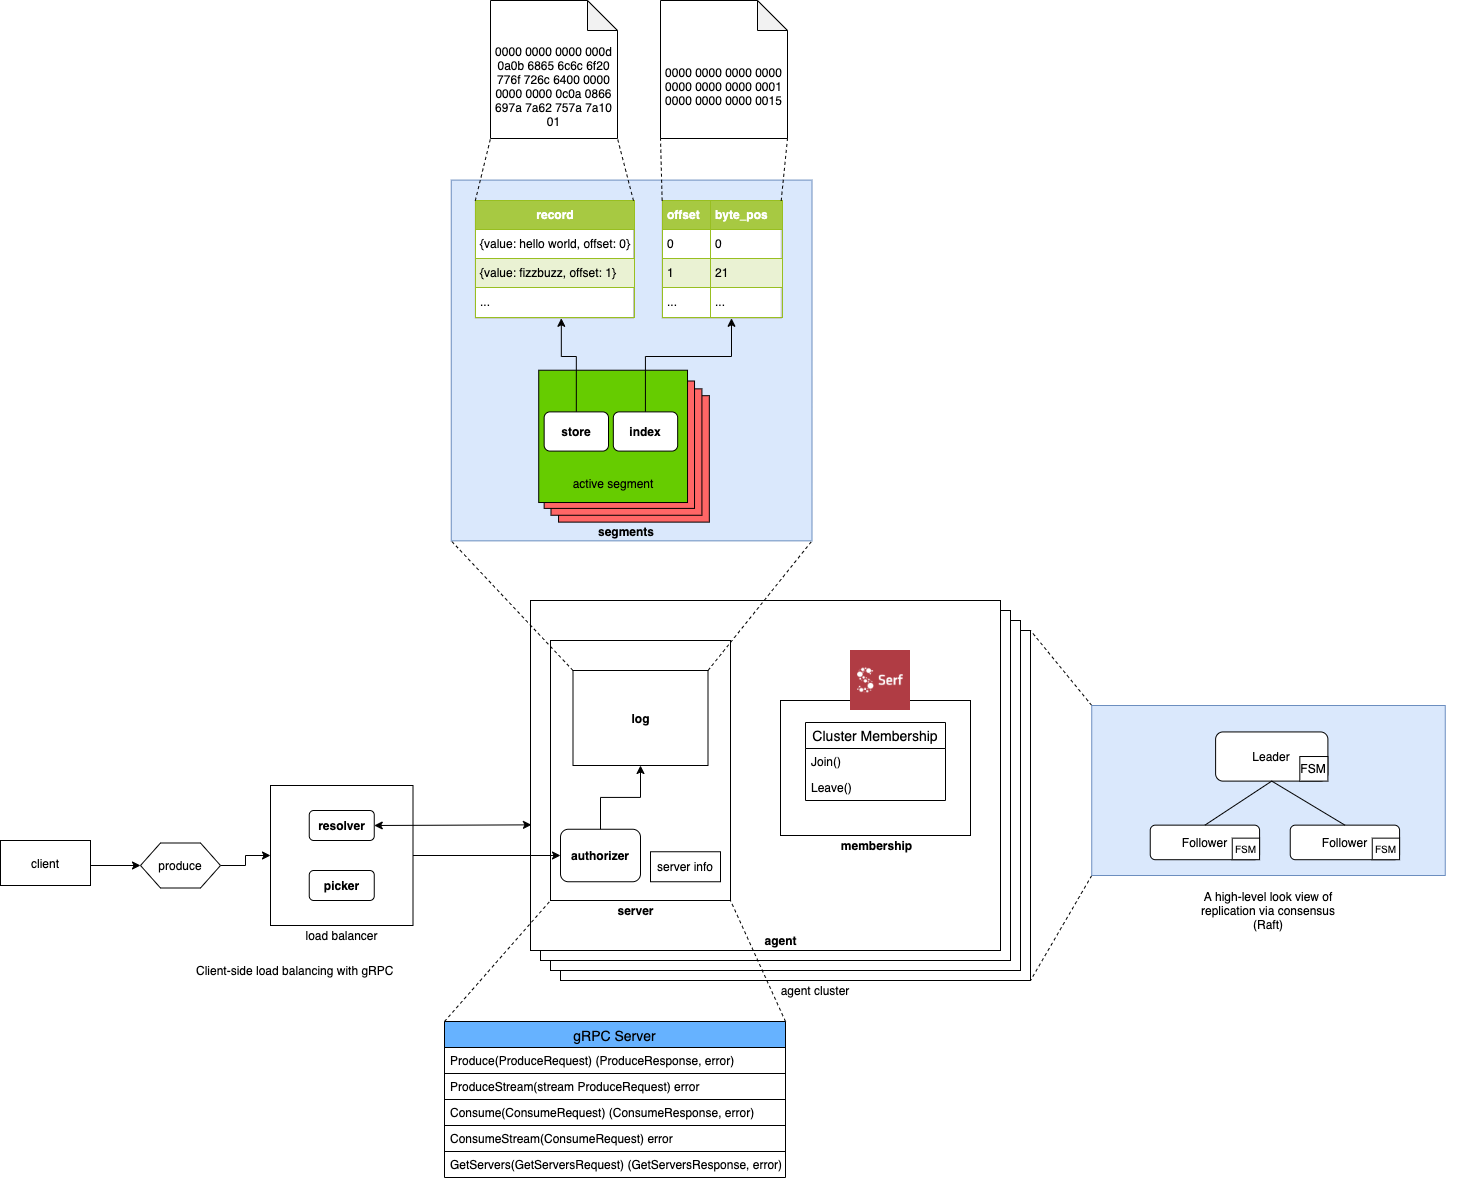 0000 0000 0000 000d
0a0b 6865 6c6c 6f20
776f 726c 6400 0000
0000 0000 0c0a 0866
697a 7a62 757a 7a10
01
0000 0000 0000 0000
0000 0000 0000 0001
0000 0000 0000 0015
record
{value: hello world, offset: 0}
{value: fizzbuzz, offset: 1}
...
offset byte_pos
0 0
1 21
... ...
store
index
active segment
segments
log
Serf
Cluster Membership
Join()
Leave()
membership
authorizer
server info
server
agent
agent cluster
client
produce
resolver
picker
load balancer
Client-side load balancing with gRPC
Leader
FSM
Follower
FSM
Follower
FSM
A high-level look view of
replication via consensus
(Raft)
gRPC Server
Produce(ProduceRequest) (ProduceResponse, error)
ProduceStream(stream ProduceRequest) error
Consume(ConsumeRequest) (ConsumeResponse, error)
ConsumeStream(ConsumeRequest) error
GetServers(GetServersRequest) (GetServersResponse, error)